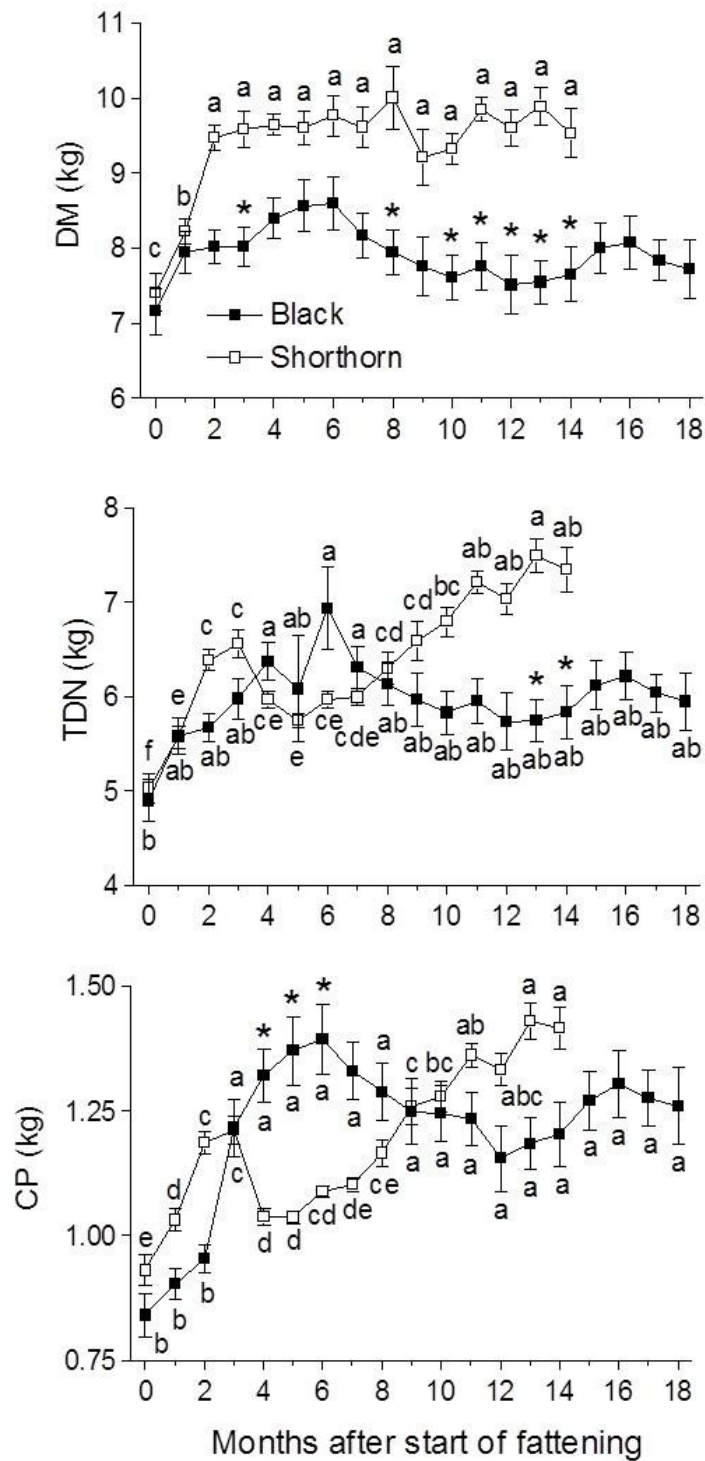 11
10
9
8
7
6
DM (kg)
c b a a a a a a a a a a a a a
* * * * * * *
Black
Shorthorn
0 2 4 6 8 10 12 14 16 18
8
7
6
5
4
TDN (kg)
f e c c ce e ce cde cd cd bc ab ab a ab
b ab ab ab a ab a a ab ab ab ab ab ab ab ab ab ab ab
* *
0 2 4 6 8 10 12 14 16 18
1.50
1.25
1.00
0.75
CP (kg)
e d c c d d cd de ce c bc ab abc a a
* * *
b b b a a a a a a a a a a a a a a a
0 2 4 6 8 10 12 14 16 18
Months after start of fattening